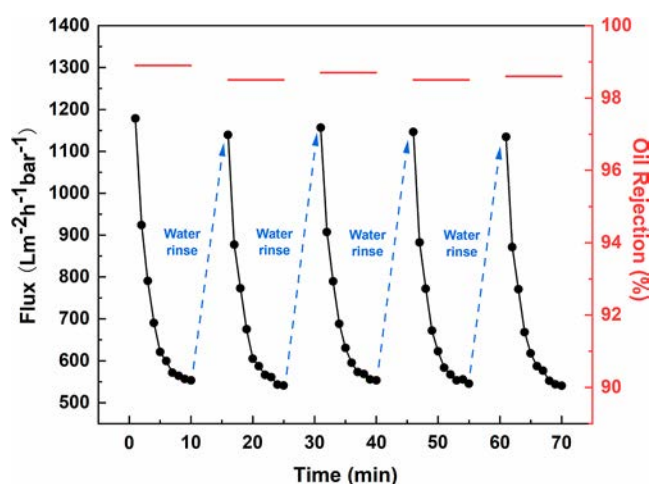 1400
1300
1200
1100
1000
900
800
700
600
500
Flux (Lm-2h-1bar-1)
100
98
96
94
92
90
Oil Rejection (%)
Water
rinse
Water
rinse
Water
rinse
Water
rinse
0 10 20 30 40 50 60 70
Time (min)